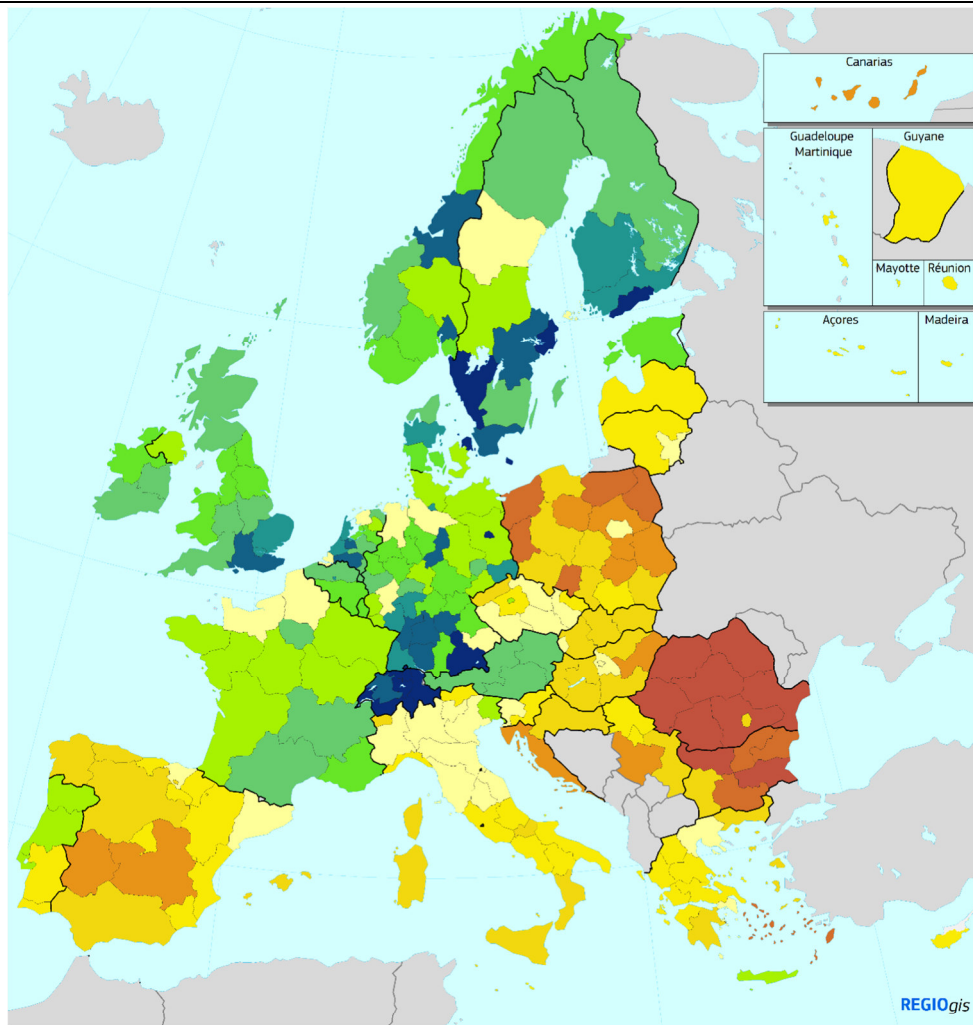 Canarias
Guadeloupe
Martinique
Guyane
Mayotte
Réunion
Açores
Madeira
REGIOgis